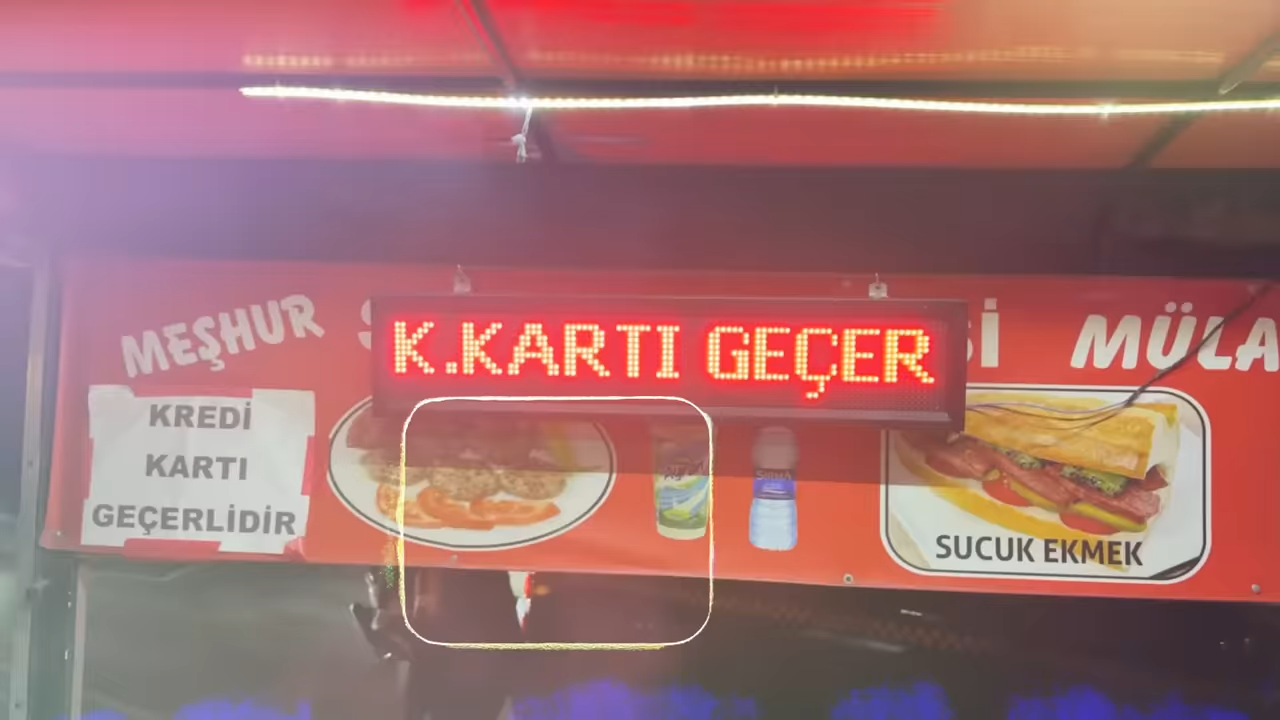 MEŞHUR
MÜLA
K.KARTI GEÇER
KREDİ
KARTI
GEÇERLİDİR
SUCUK EKMEK